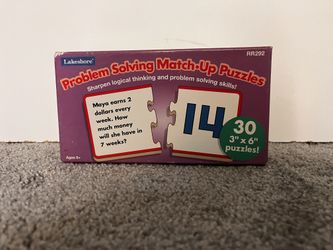 Lakeshore
RR292
Problem Solving Match-Up Puzzles
Sharpen logical thinking and problem solving skills!
Maya earns 2
dollars every
week. How
much money
will she have in
7 weeks?
14
30
3" x 6"
puzzles!
Ages 6+